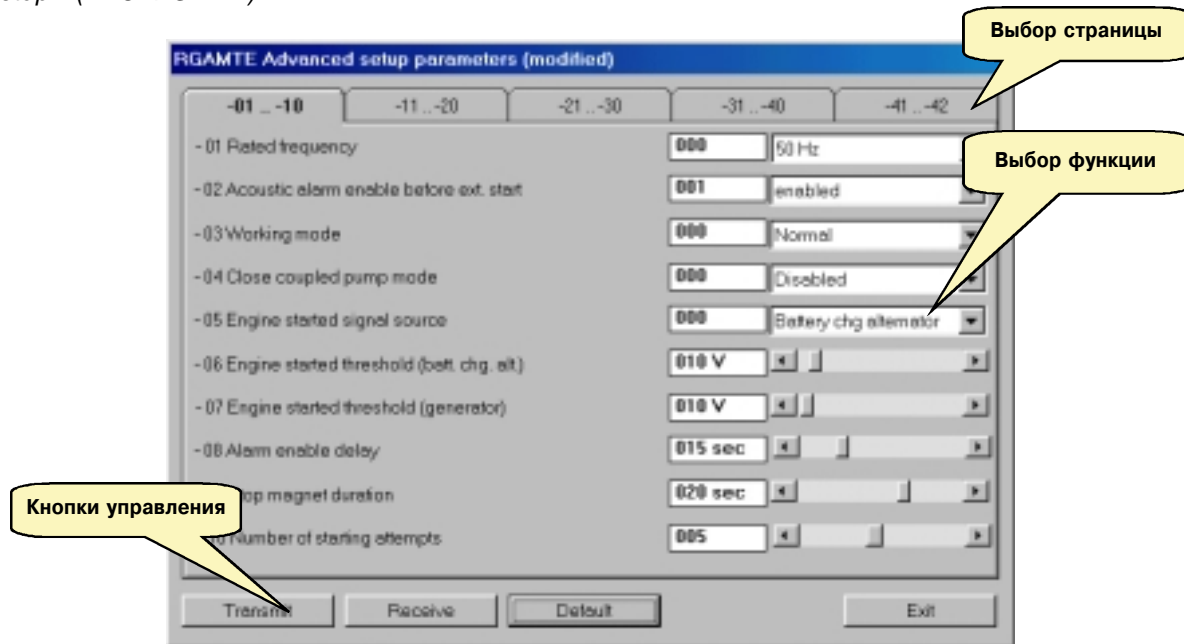 Выбор страницы
RGAMTE Advanced setup parameters (modified)
-01 .. -10 -11 .. -20 -21 .. -30 -31 .. -40 -41 .. -42
- 01 Rated frequency 000 50 Hz
Выбор функции
- 02 Acoustic alarm enable before ext. start 001 enabled
- 03 Working mode 000 Normal
- 04 Close coupled pump mode 000 Disabled
- 05 Engine started signal source 000 Battery chg alternator
- 06 Engine started threshold (batt. chg. alt.) 010 V
- 07 Engine started threshold (generator) 010 V
- 08 Alarm enable delay 015 sec
magnet duration 020 sec
Кнопки управления
Number of starting attempts 005
Transmit Receive Default Exit